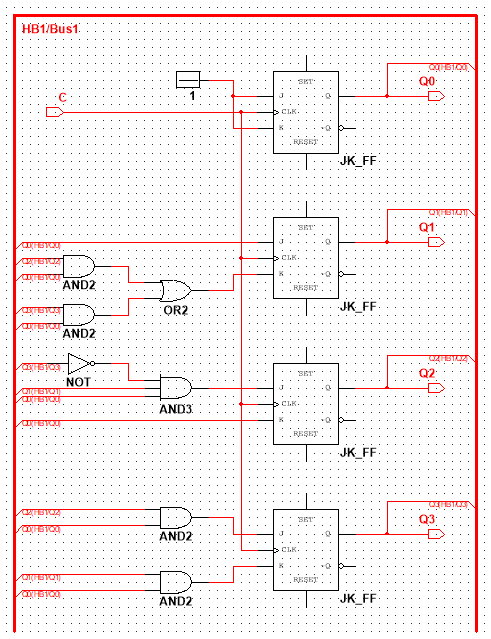 HB1/Bus1
Q0(HB1/Q0)
SET
Q0
J Q
1
C
CLK
K
RESET
JK_FF
Q1(HB1/Q1)
SET
Q1
Q0(HB1/Q0)
J Q
Q2(HB1/Q2)
CLK
Q0(HB1/Q0)
K
AND2
RESET
OR2
JK_FF
Q3(HB1/Q3)
Q0(HB1/Q0)
AND2
Q2(HB1/Q2)
Q3(HB1/Q3)
SET
Q2
NOT
J Q
Q1(HB1/Q1)
Q0(HB1/Q0)
AND3
CLK
Q0(HB1/Q0)
K
RESET
JK_FF
Q3(HB1/Q3)
Q2(HB1/Q2)
SET
Q3
Q0(HB1/Q0)
AND2
J Q
CLK
Q1(HB1/Q1)
K
Q0(HB1/Q0)
AND2
RESET
JK_FF